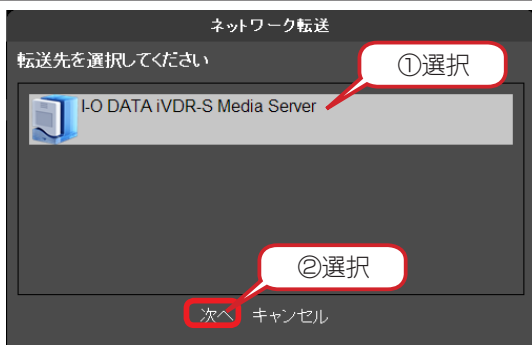 ネットワーク転送
転送先を選択してください
①選択
I-O DATA iVDR-S Media Server
②選択
次へ キャンセル